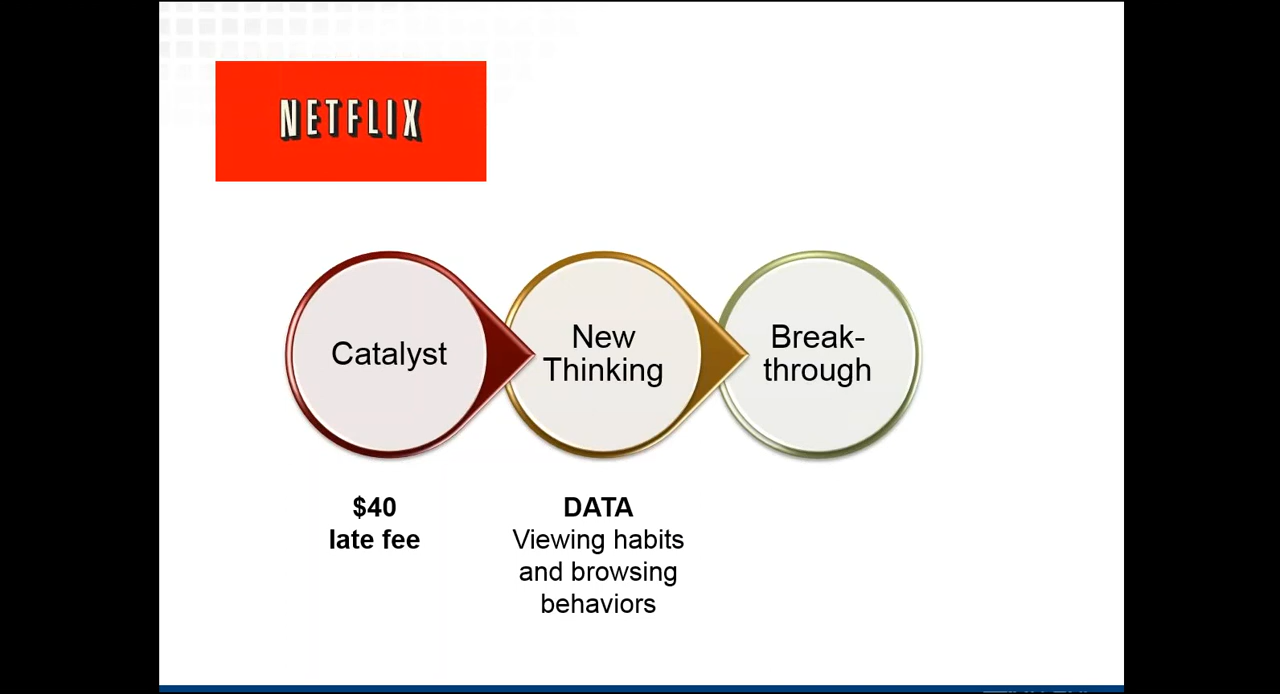 NETFLIX
Catalyst
New
Thinking
Break-
through
$40
late fee
DATA
Viewing habits
and browsing
behaviors